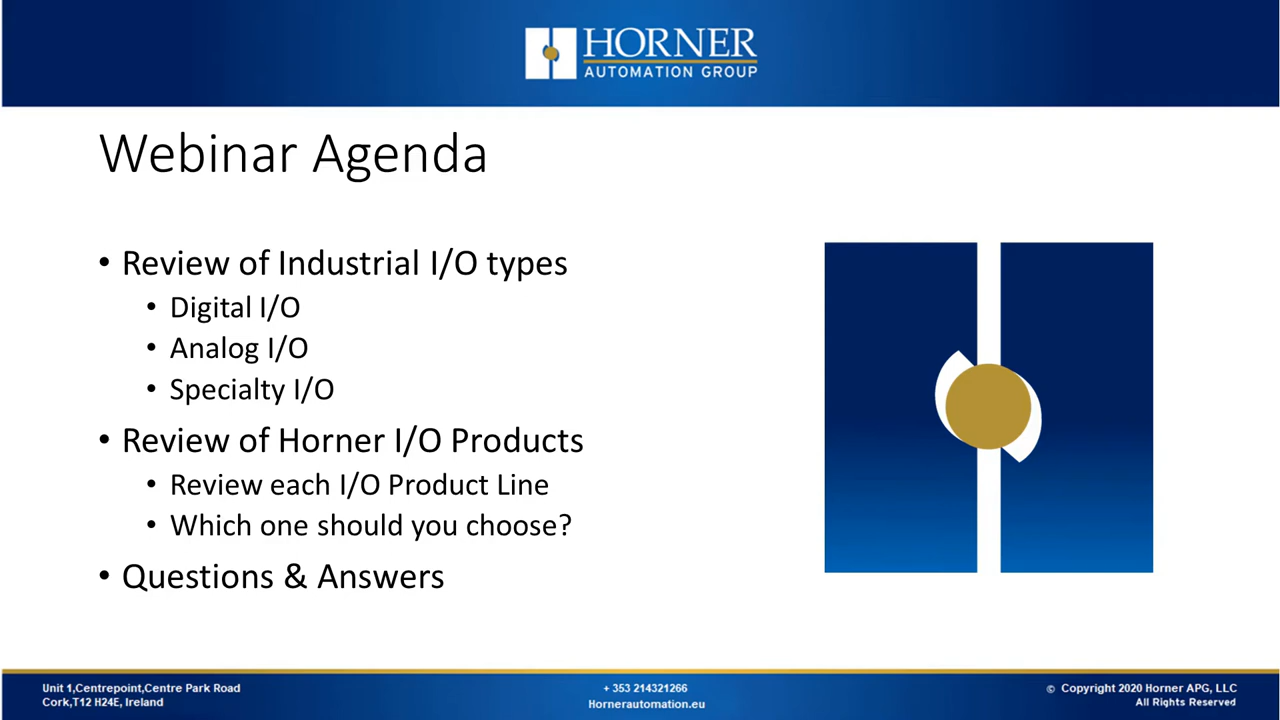 HORNER
AUTOMATION GROUP
Webinar Agenda
• Review of Industrial I/O types
• Digital I/O
• Analog I/O
• Specialty I/O
• Review of Horner I/O Products
• Review each I/O Product Line
• Which one should you choose?
• Questions & Answers
Unit 1,Centrepoint,Centre Park Road
Cork,T12 H24E, Ireland
+ 353 214321266
Hornerautomation.eu
© Copyright 2020 Horner APG, LLC
All Rights Reserved